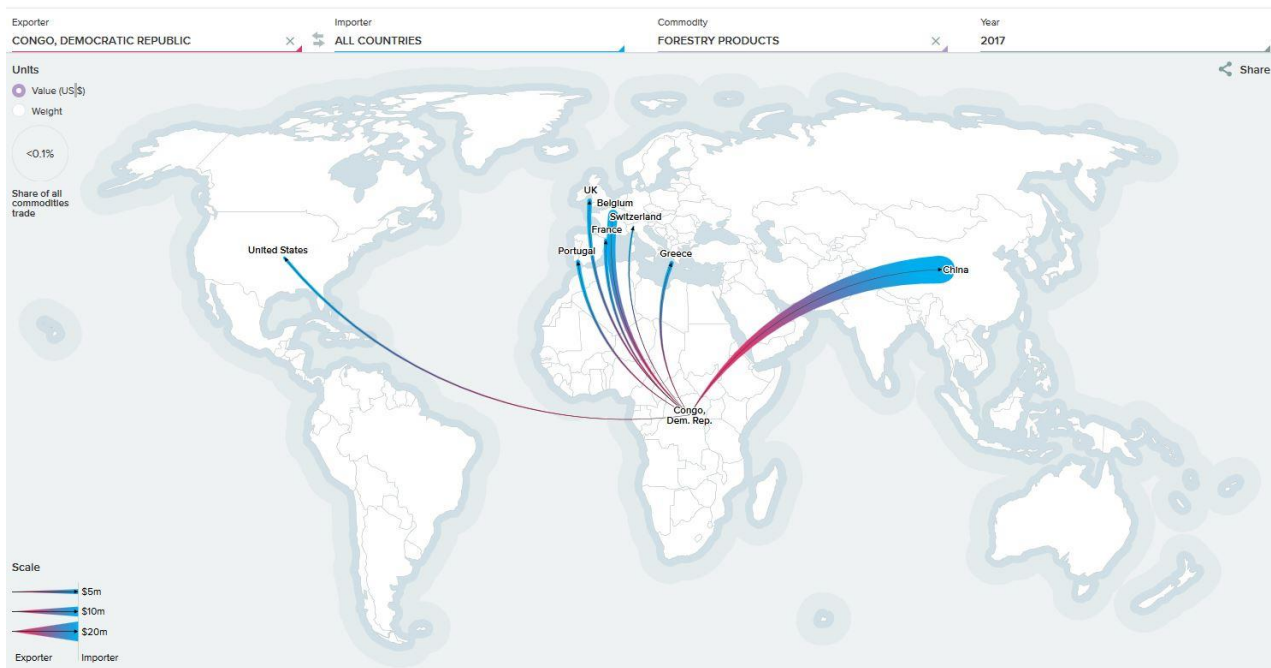 Exporter
CONGO, DEMOCRATIC REPUBLIC
Importer
ALL COUNTRIES
Commodity
FORESTRY PRODUCTS
Year
2017
Units
Value (US$)
Weight
<0.1%
Share of all
commodities
trade
Share
UK
Belgium
Switzerland
France
Portugal
Greece
United States
China
Congo,
Dem. Rep.
Scale
$5m
$10m
$20m
Exporter
Importer